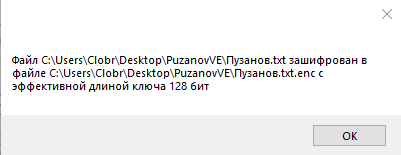 Файл C:\Users\Clobr\Desktop\PuzanovVE\Пузанов.txt зашифрован в
файле C:\Users\Clobr\Desktop\PuzanovVE\Пузанов.txt.enc с
эффективной длиной ключа 128 бит
OK